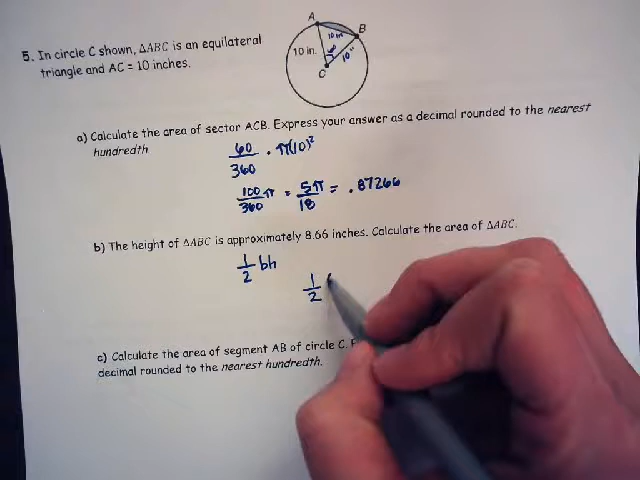 A
B
10 in
10 in.
60
10"
C
5. In circle C shown, ΔABC is an equilateral
triangle and AC = 10 inches.
a) Calculate the area of sector ACB. Express your answer as a decimal rounded to the nearest
hundredth
60/360 · π(10)²
100/360 π = 5π/18 = .87266
b) The height of ΔABC is approximately 8.66 inches. Calculate the area of ΔABC.
1/2 bh
1/2
c) Calculate the area of segment AB of circle C.
decimal rounded to the nearest hundredth.